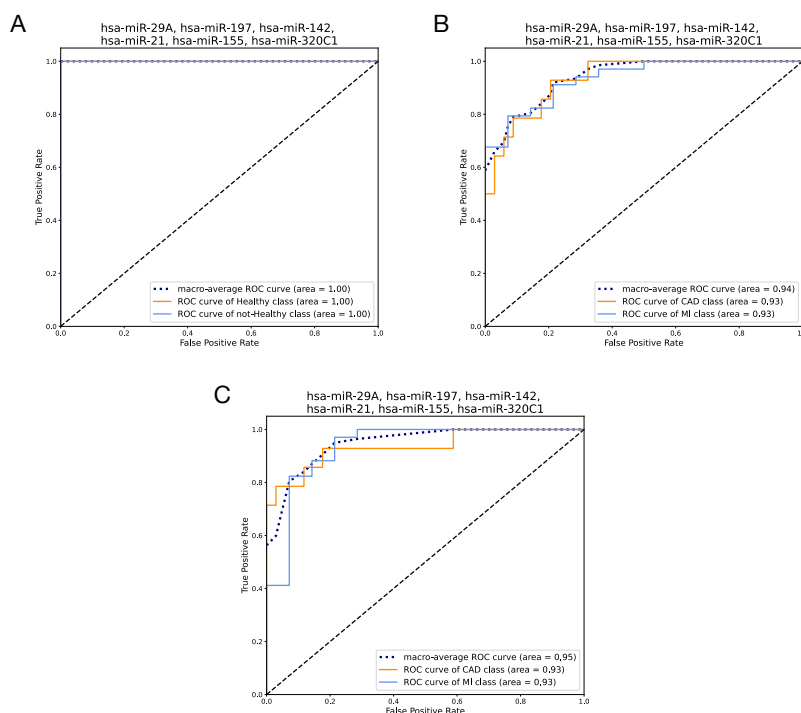 A
hsa-miR-29A, hsa-miR-197, hsa-miR-142,
hsa-miR-21, hsa-miR-155, hsa-miR-320C1
1.0
0.8
0.6
0.4
0.2
0.0
True Positive Rate
macro-average ROC curve (area = 1,00)
ROC curve of Healthy class (area = 1,00)
ROC curve of not-Healthy class (area = 1,00)
0.0
0.2
0.4
0.6
0.8
1.0
False Positive Rate
B
hsa-miR-29A, hsa-miR-197, hsa-miR-142,
hsa-miR-21, hsa-miR-155, hsa-miR-320C1
1.0
0.8
0.6
0.4
0.2
0.0
True Positive Rate
macro-average ROC curve (area = 0,94)
ROC curve of CAD class (area = 0,93)
ROC curve of MI class (area = 0,93)
0.0
0.2
0.4
0.6
0.8
1.0
False Positive Rate
C
hsa-miR-29A, hsa-miR-197, hsa-miR-142,
hsa-miR-21, hsa-miR-155, hsa-miR-320C1
1.0
0.8
0.6
0.4
0.2
0.0
True Positive Rate
macro-average ROC curve (area = 0,95)
ROC curve of CAD class (area = 0,93)
ROC curve of MI class (area = 0,93)
0.0
0.2
0.4
0.6
0.8
1.0
False Positive Rate